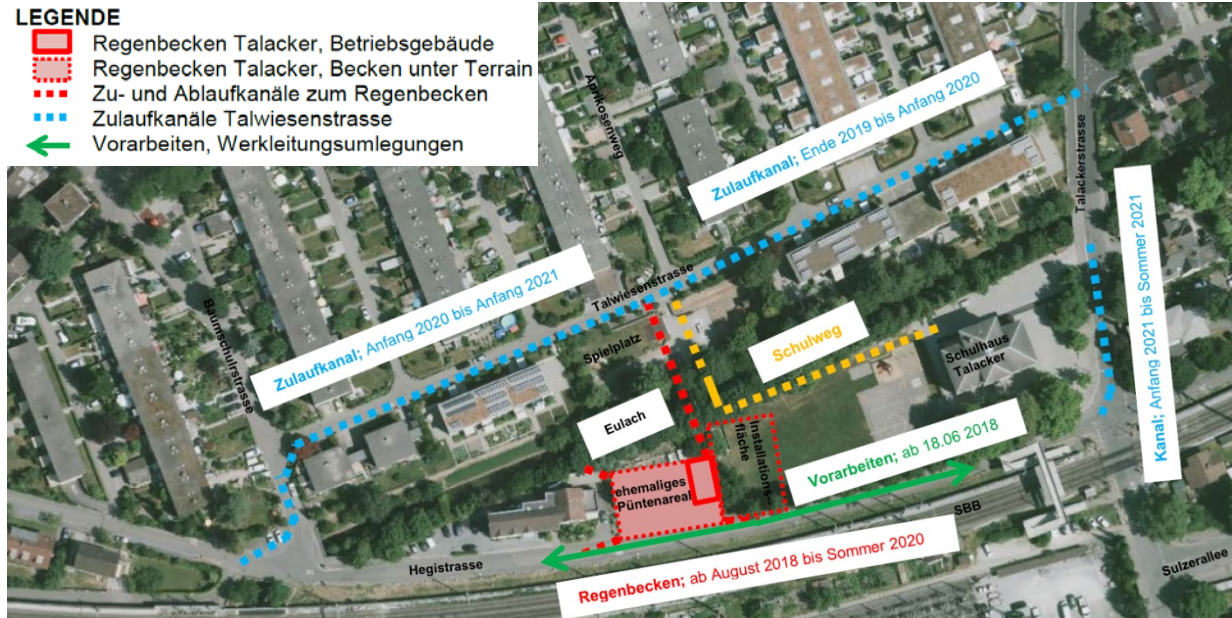 LEGENDE
Regenbecken Talacker, Betriebsgebäude
Regenbecken Talacker, Becken unter Terrain
Zu- und Ablaufkanäle zum Regenbecken
Zulaufkanäle Talwiesenstrasse
Vorarbeiten, Werkleitungsumlegungen
Aprikosenweg
Zulaufkanal; Ende 2019 bis Anfang 2020
Talackerstrasse
Zulaufkanal; Anfang 2020 bis Anfang 2021
Talwiesenstrasse
Baumschulstrasse
Kanal; Anfang 2021 bis Sommer 2021
Spielplatz
Schulweg
Schulhaus
Talacker
Eulach
Installations-
fläche
Vorarbeiten; ab 18.06 2018
ehemaliges
Püntenareal
SBB
Hegistrasse
Regenbecken; ab August 2018 bis Sommer 2020
Sulzerallee